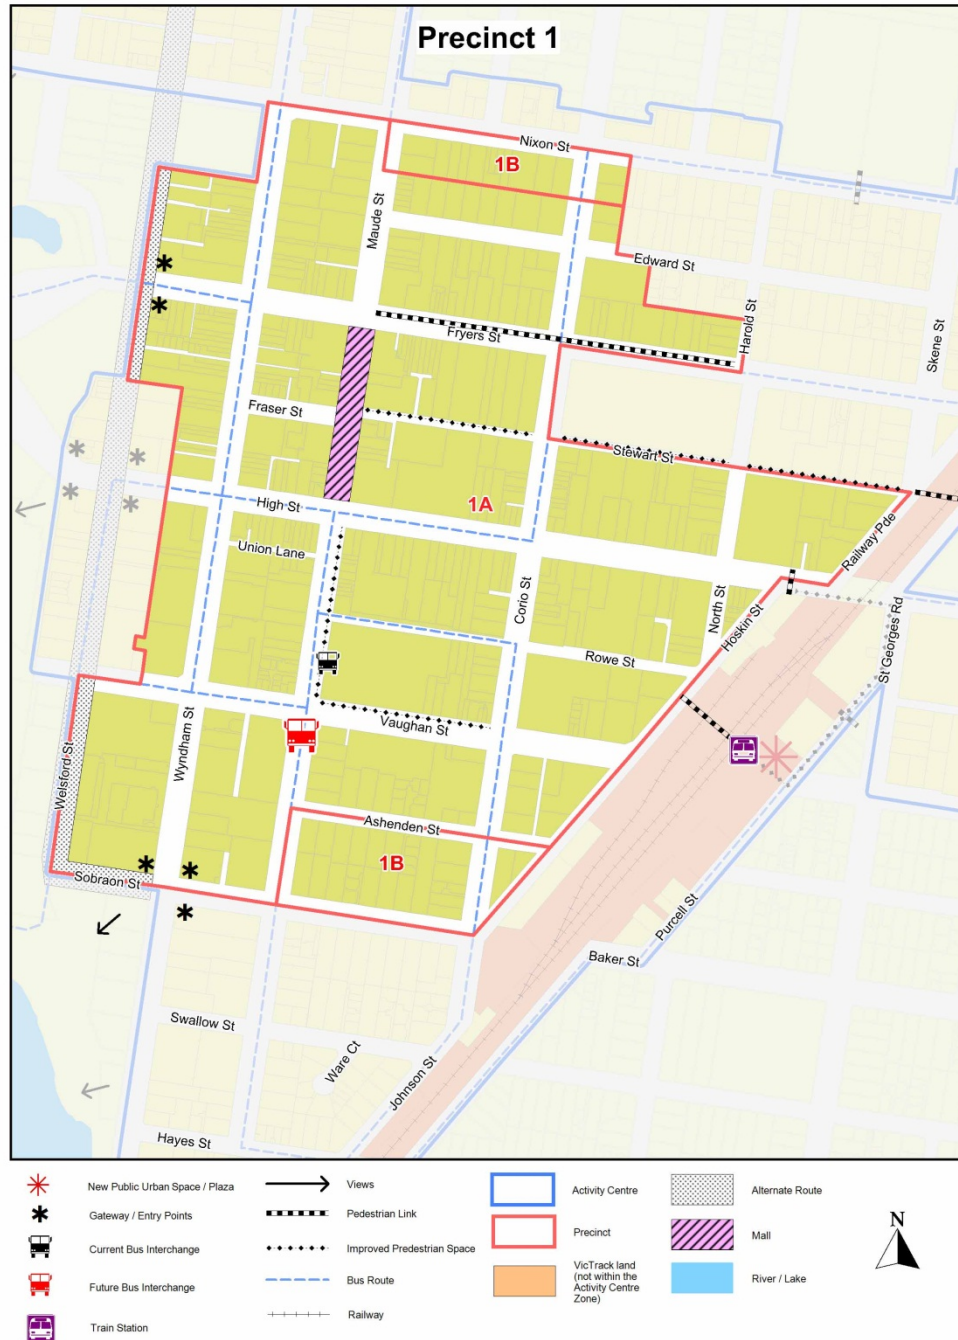 Precinct 1
Nixon St
1B
Maude St
Edward St
Harold St
Skene St
Fryers St
Fraser St
Stewart St
High St
1A
Union Lane
Railway Pde
Corio St
North St
Hoskin St
St Georges Rd
Rowe St
Wyndham St
Vaughan St
Welsford St
Ashenden St
1B
Sobraon St
Purcell St
Baker St
Swallow St
Ware Ct
Johnson St
Hayes St
New Public Urban Space / Plaza
Gateway / Entry Points
Current Bus Interchange
Future Bus Interchange
Train Station
Views
Pedestrian Link
Improved Predestrian Space
Bus Route
Railway
Activity Centre
Precinct
VicTrack land
(not within the
Activity Centre
Zone)
Alternate Route
Mall
River / Lake
N